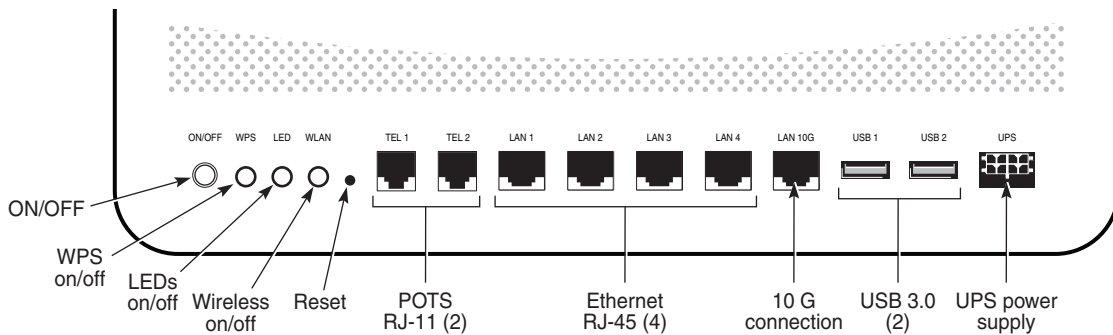 ON/OFF WPS LED WLAN TEL 1 TEL 2 LAN 1 LAN 2 LAN 3 LAN 4 LAN 10G USB 1 USB 2 UPS
ON/OFF
WPS
on/off
LEDs
on/off
Wireless
on/off
Reset
POTS
RJ-11 (2)
Ethernet
RJ-45 (4)
10 G
connection
USB 3.0
(2)
UPS power
supply